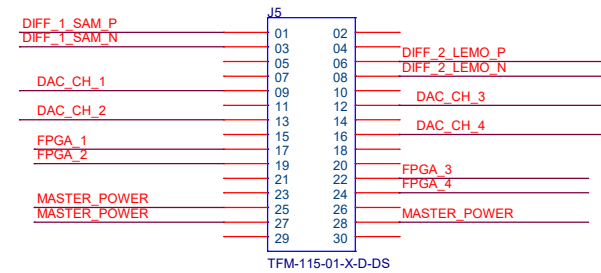 J5
DIFF_1_SAM_P 01 02
DIFF_1_SAM_N 03 04
05 06 DIFF_2_LEMO_P
07 08 DIFF_2_LEMO_N
DAC_CH_1 09 10
11 12 DAC_CH_3
DAC_CH_2 13 14
15 16 DAC_CH_4
FPGA_1 17 18
FPGA_2 19 20
21 22 FPGA_3
23 24 FPGA_4
MASTER_POWER 25 26
MASTER_POWER 27 28 MASTER_POWER
29 30
TFM-115-01-X-D-DS